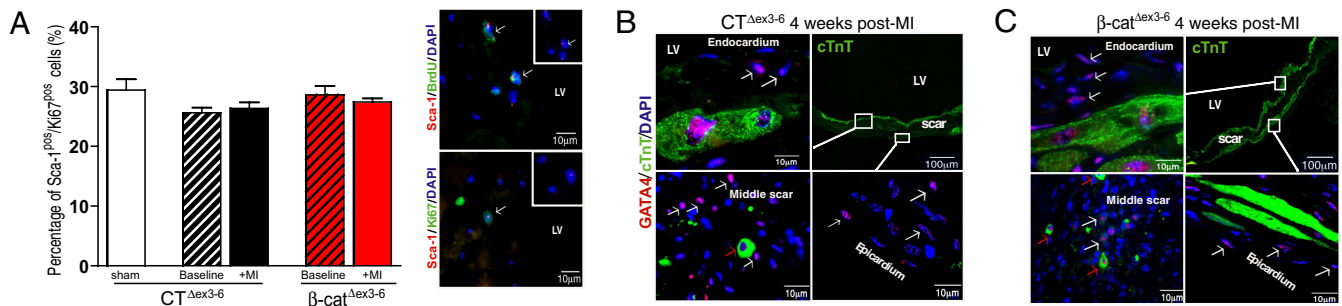 A
Percentage of Sca-1pos/Ki67pos cells (%)
40
30
20
10
0
sham
Baseline
+MI
Baseline
+MI
CTΔex3-6
β-catΔex3-6
Sca-1/BrdU/DAPI
LV
10µm
Sca-1/Ki67/DAPI
LV
10µm
B
CTΔex3-6 4 weeks post-MI
GATA4/cTnT/DAPI
LV
Endocardium
10µm
cTnT
LV
scar
100µm
Middle scar
10µm
Epicardium
10µm
C
β-catΔex3-6 4 weeks post-MI
LV
Endocardium
10µm
cTnT
LV
scar
100µm
Middle scar
10µm
Epicardium
10µm